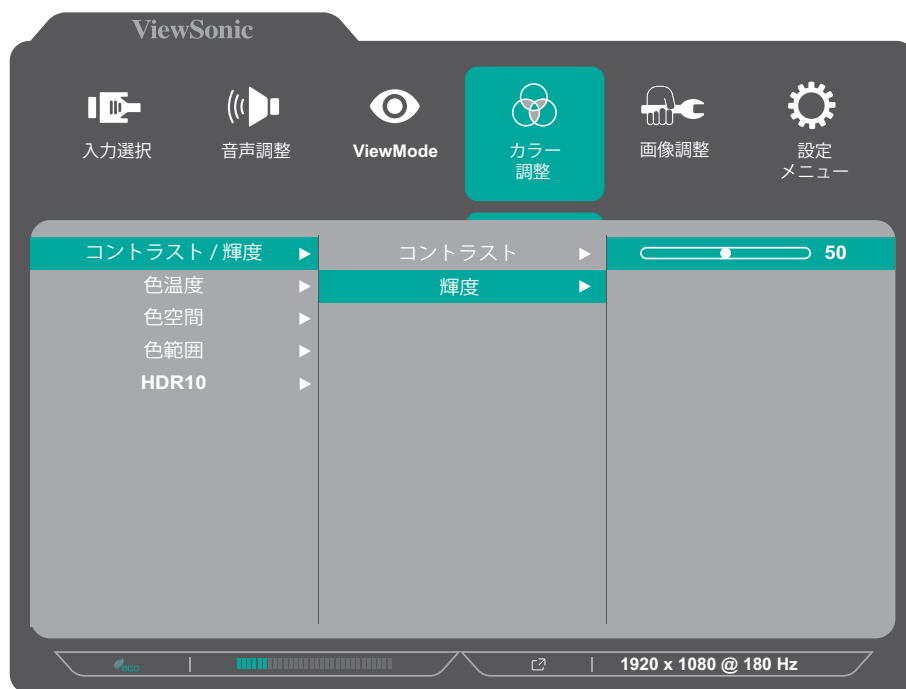 ViewSonic
入力選択
音声調整
ViewMode
カラー
調整
画像調整
設定
メニュー
コントラスト / 輝度
コントラスト
50
色温度
輝度
色空間
色範囲
HDR10
eco
1920 x 1080 @ 180 Hz